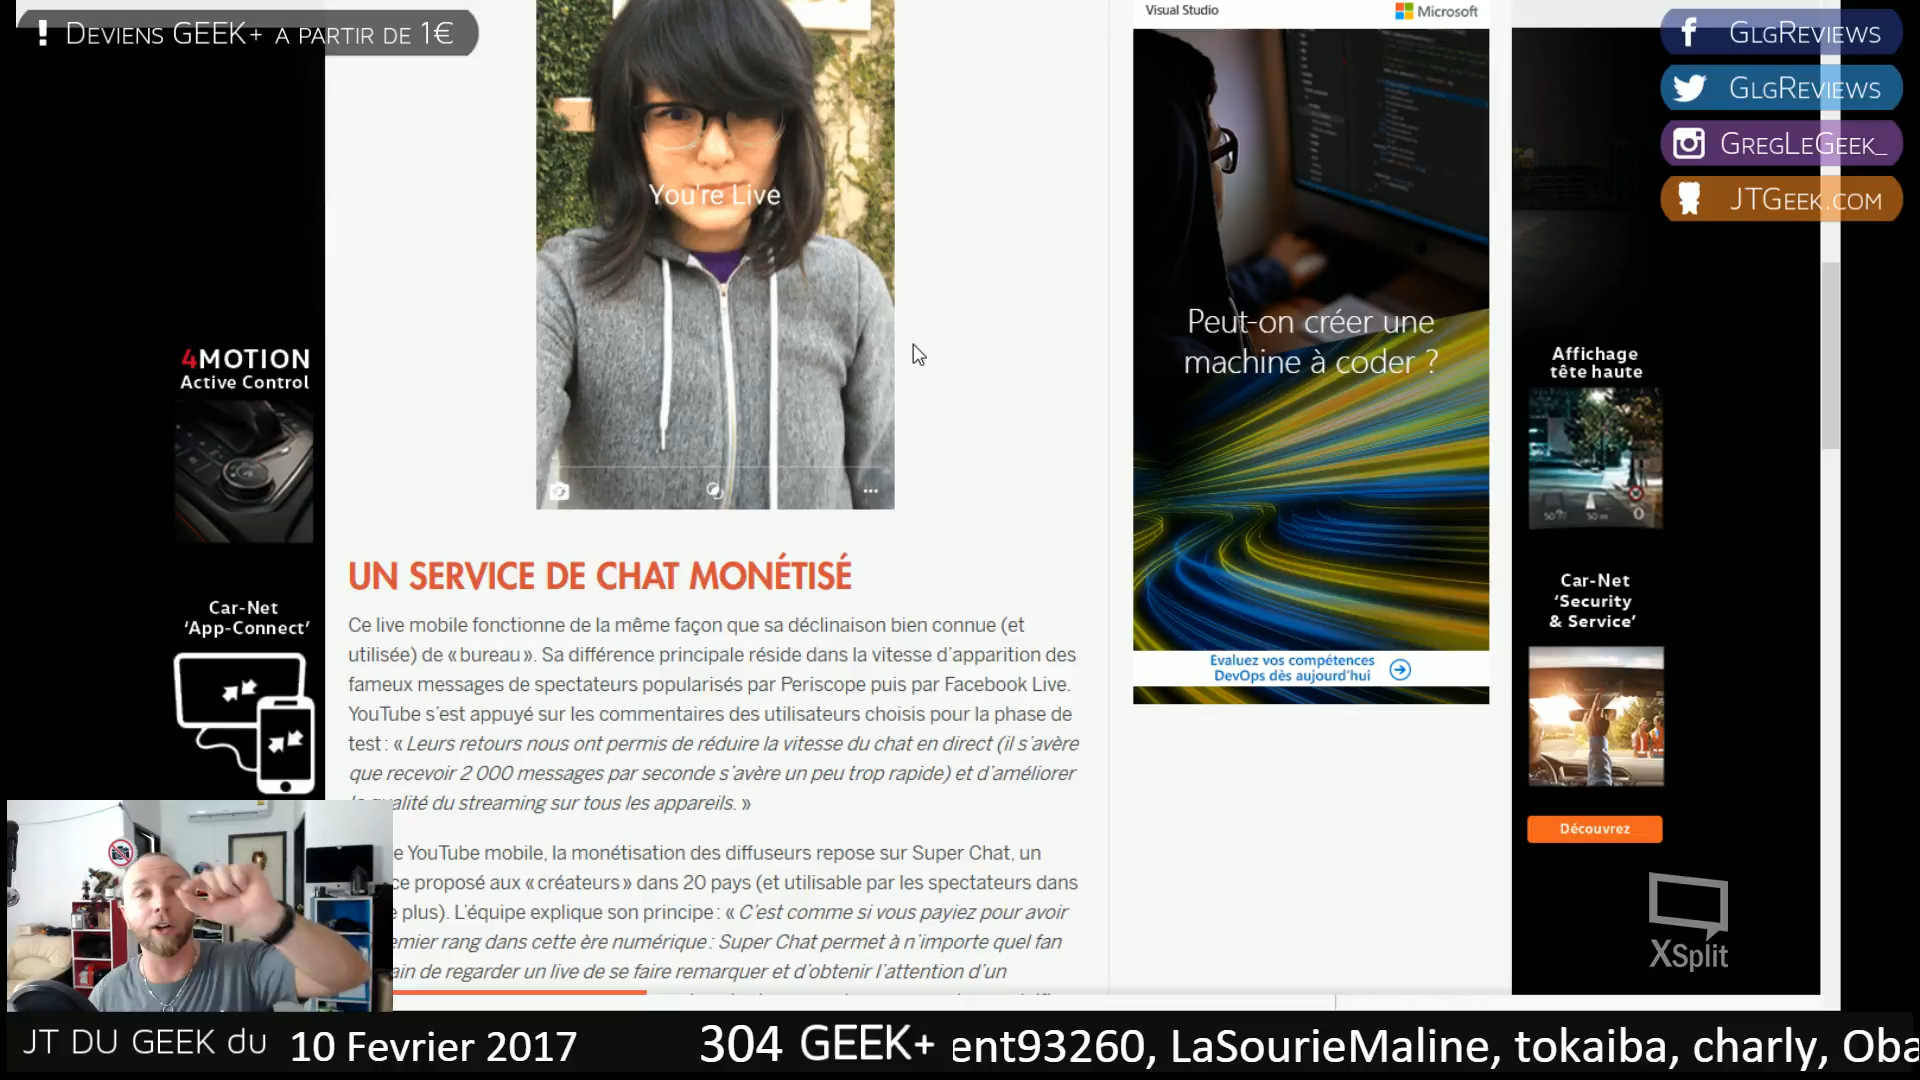 ! DEVIENS GEEK+ A PARTIR DE 1€
Visual Studio
Microsoft
GLGREVIEWS
GLGREVIEWS
GREGLEGEEK_
JTGEEK.COM
You're Live
Peut-on créer une
machine à coder ?
4MOTION
Active Control
Affichage
tête haute
Car-Net
‘App-Connect’
Car-Net
‘Security
& Service’
UN SERVICE DE CHAT MONÉTISÉ
Ce live mobile fonctionne de la même façon que sa déclinaison bien connue (et
utilisée) de « bureau ». Sa différence principale réside dans la vitesse d’apparition des
fameux messages de spectateurs popularisés par Periscope puis par Facebook Live.
YouTube s’est appuyé sur les commentaires des utilisateurs choisis pour la phase de
test : « Leurs retours nous ont permis de réduire la vitesse du chat en direct (il s’avère
que recevoir 2 000 messages par seconde s’avère un peu trop rapide) et d’améliorer
alité du streaming sur tous les appareils. »
e YouTube mobile, la monétisation des diffuseurs repose sur Super Chat, un
ce proposé aux « créateurs » dans 20 pays (et utilisable par les spectateurs dans
e plus). L’équipe explique son principe : « C’est comme si vous payiez pour avoir
emier rang dans cette ère numérique : Super Chat permet à n’importe quel fan
ain de regarder un live de se faire remarquer et d’obtenir l’attention d’un
Evaluez vos compétences
DevOps dès aujourd'hui
Découvrez
XSplit
JT DU GEEK du 10 Fevrier 2017
304 GEEK+ ent93260, LaSourieMaline, tokaiba, charly, Oba